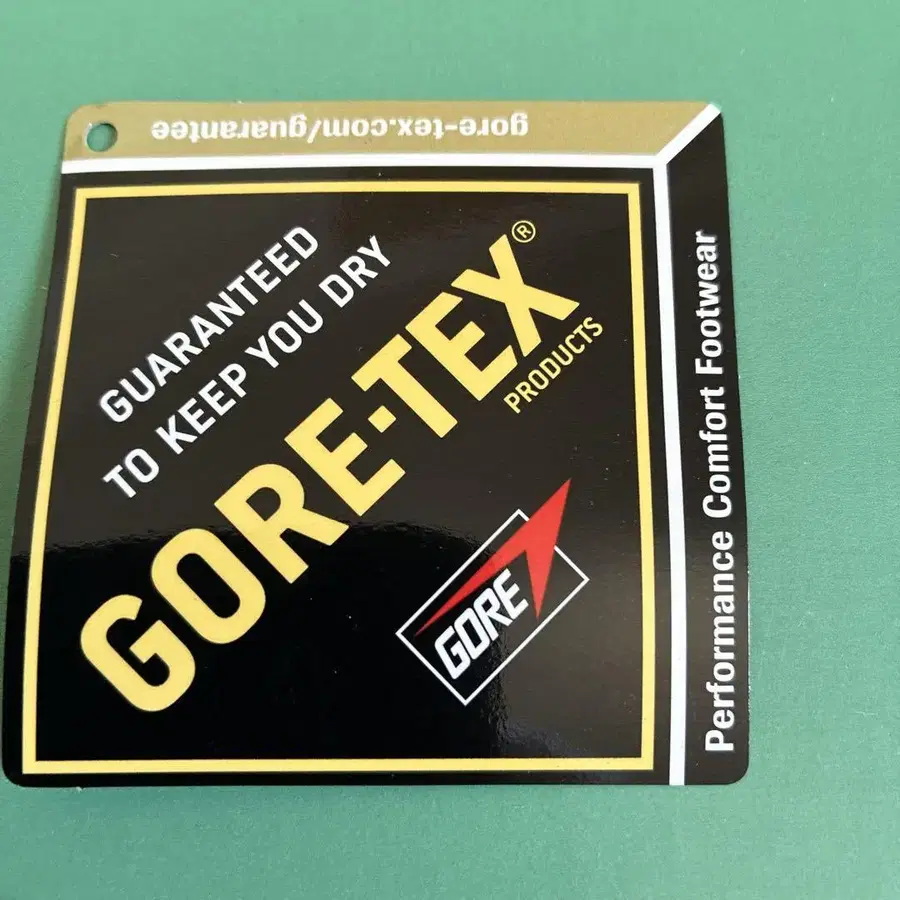 gore-tex.com/guarantee
GUARANTEED
TO KEEP YOU DRY
GORE-TEX®
PRODUCTS
GORE
Performance Comfort Footwear